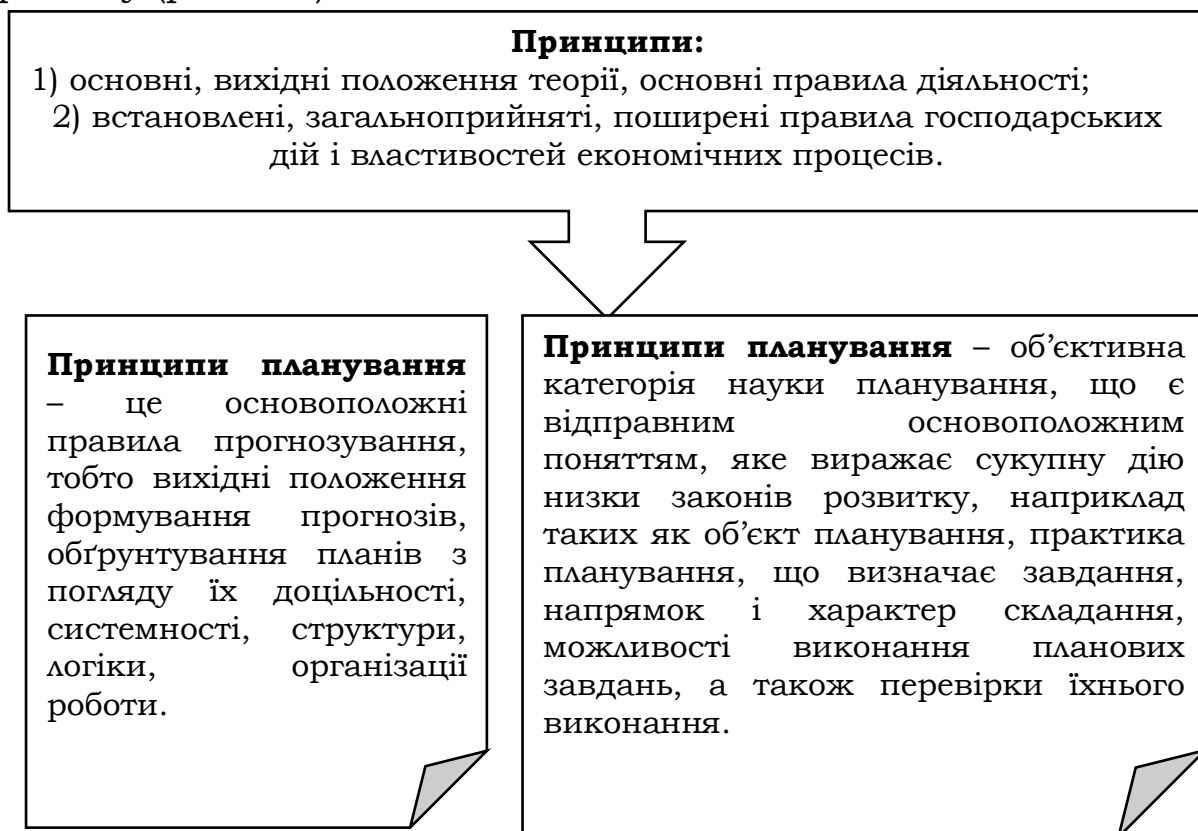 Принципи:
1) основні, вихідні положення теорії, основні правила діяльності;
2) встановлені, загальноприйняті, поширені правила господарських
дій і властивостей економічних процесів.
Принципи планування
– це основоположні
правила прогнозування,
тобто вихідні положення
формування прогнозів,
обґрунтування планів з
погляду їх доцільності,
системності, структури,
логіки, організації
роботи.
Принципи планування – об’єктивна
категорія науки планування, що є
відправним основоположним
поняттям, яке виражає сукупну дію
низки законів розвитку, наприклад
таких як об’єкт планування, практика
планування, що визначає завдання,
напрямок і характер складання,
можливості виконання планових
завдань, а також перевірки їхнього
виконання.